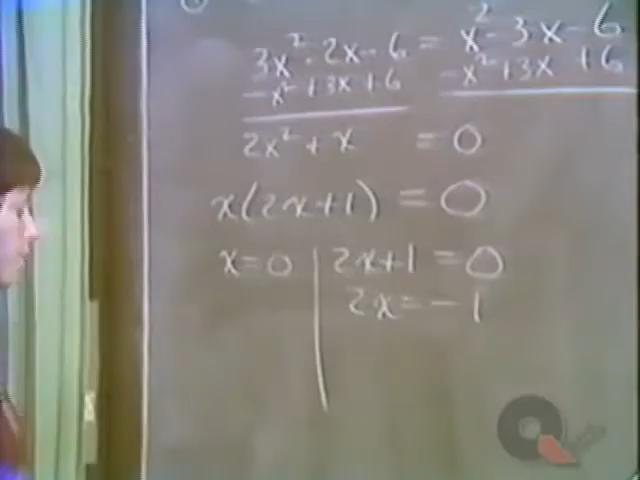 3x² - 2x - 6 = x² - 3x - 6
-x² + 3x + 6 -x² + 3x + 6
2x² + x = 0
x(2x+1) = 0
x = 0 | 2x+1 = 0
2x = -1